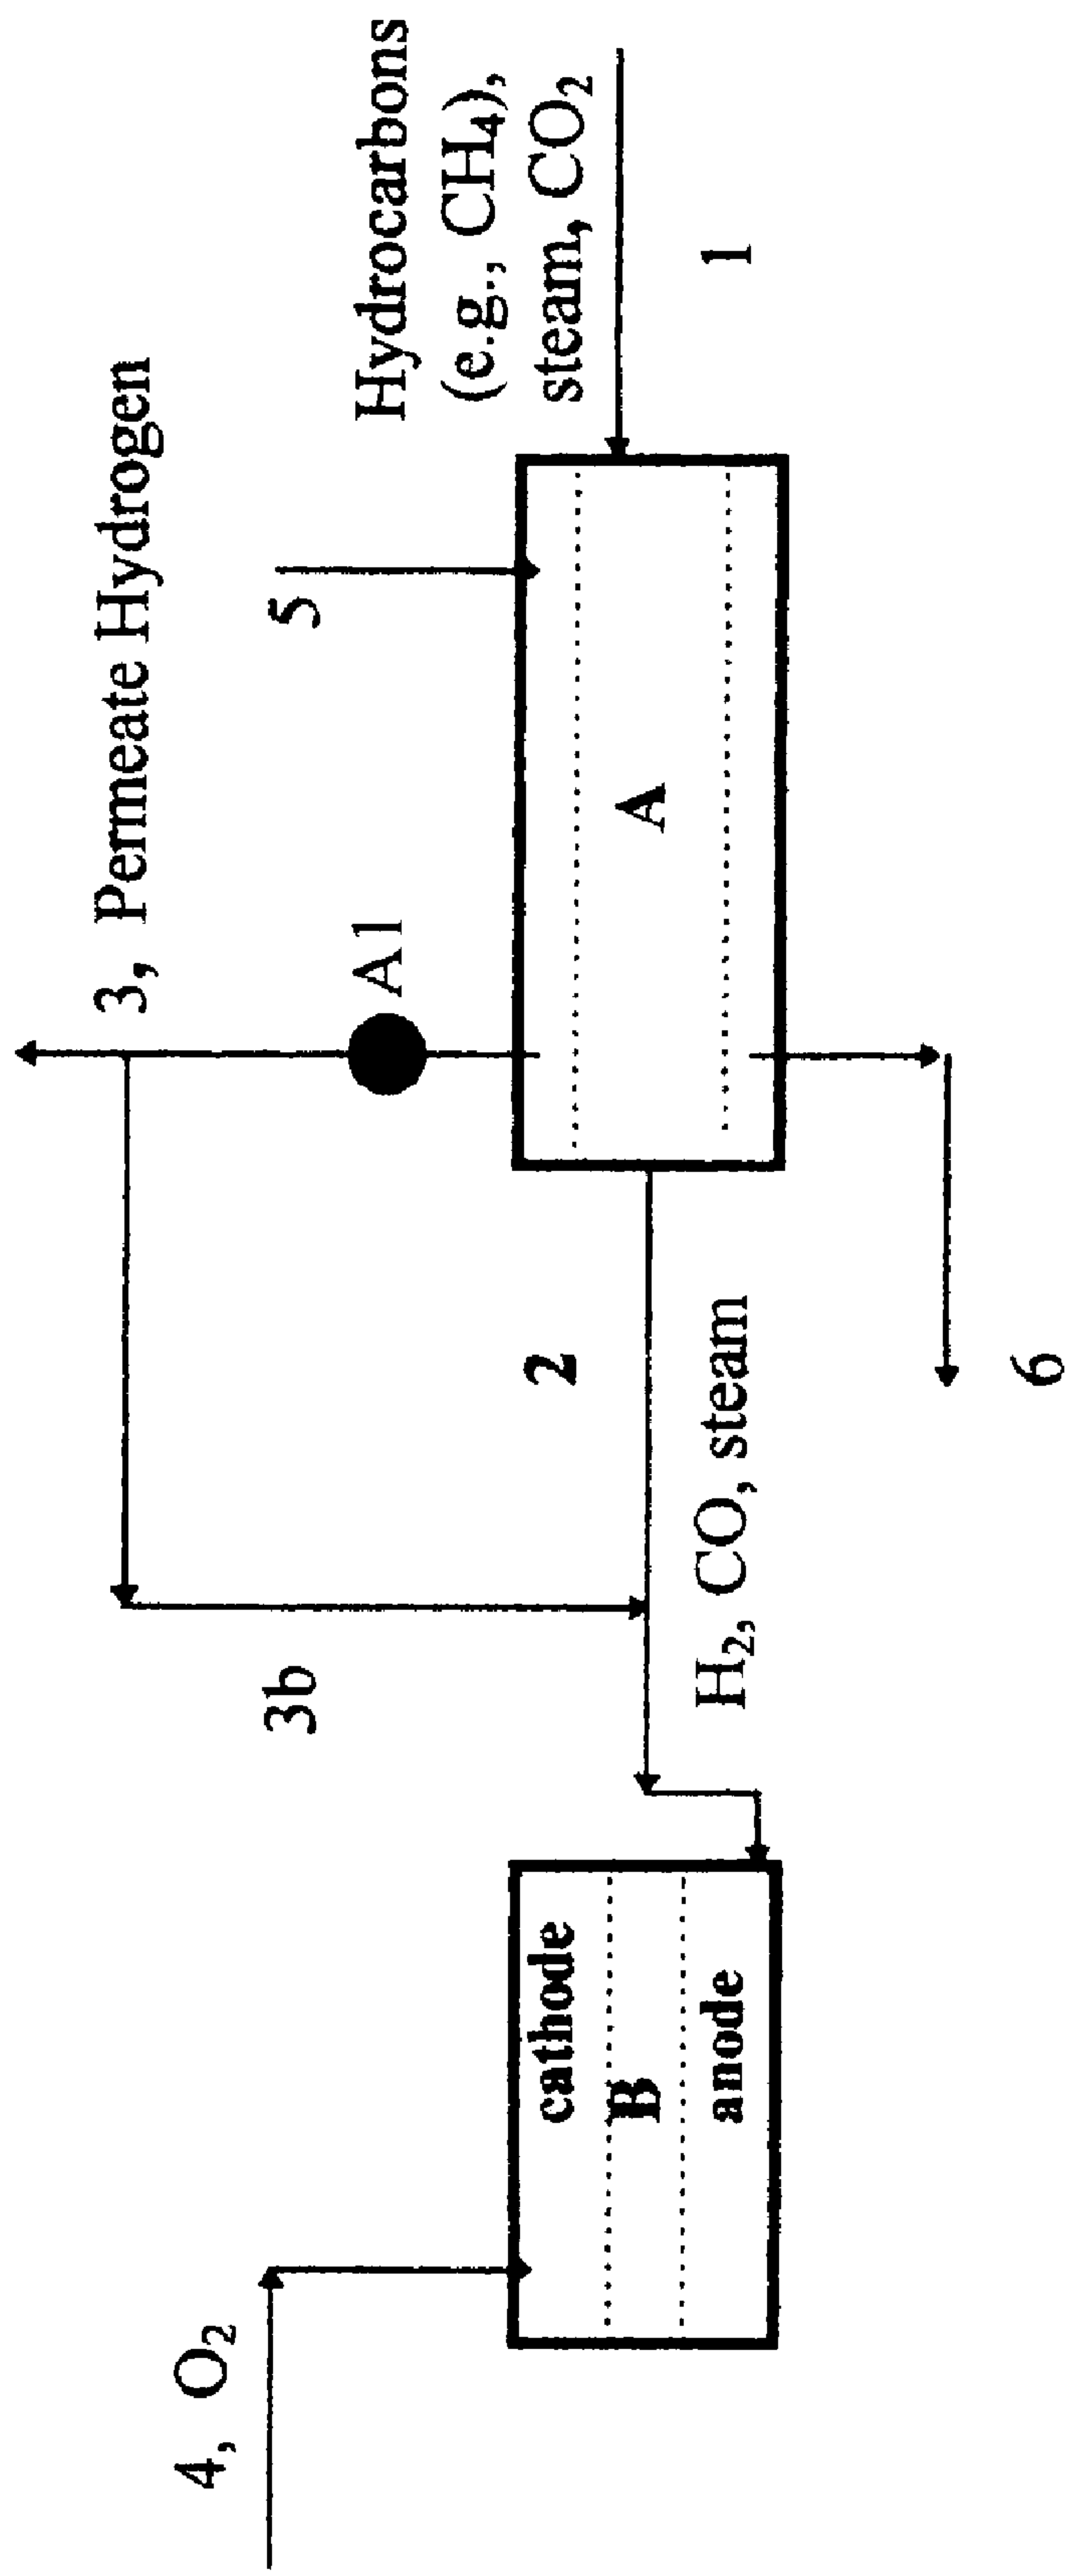 3, Permeate Hydrogen
Hydrocarbons
(e.g., CH₄),
steam, CO₂
1
5
A1
A
2
H₂, CO, steam
6
3b
4, O₂
cathode
B
anode